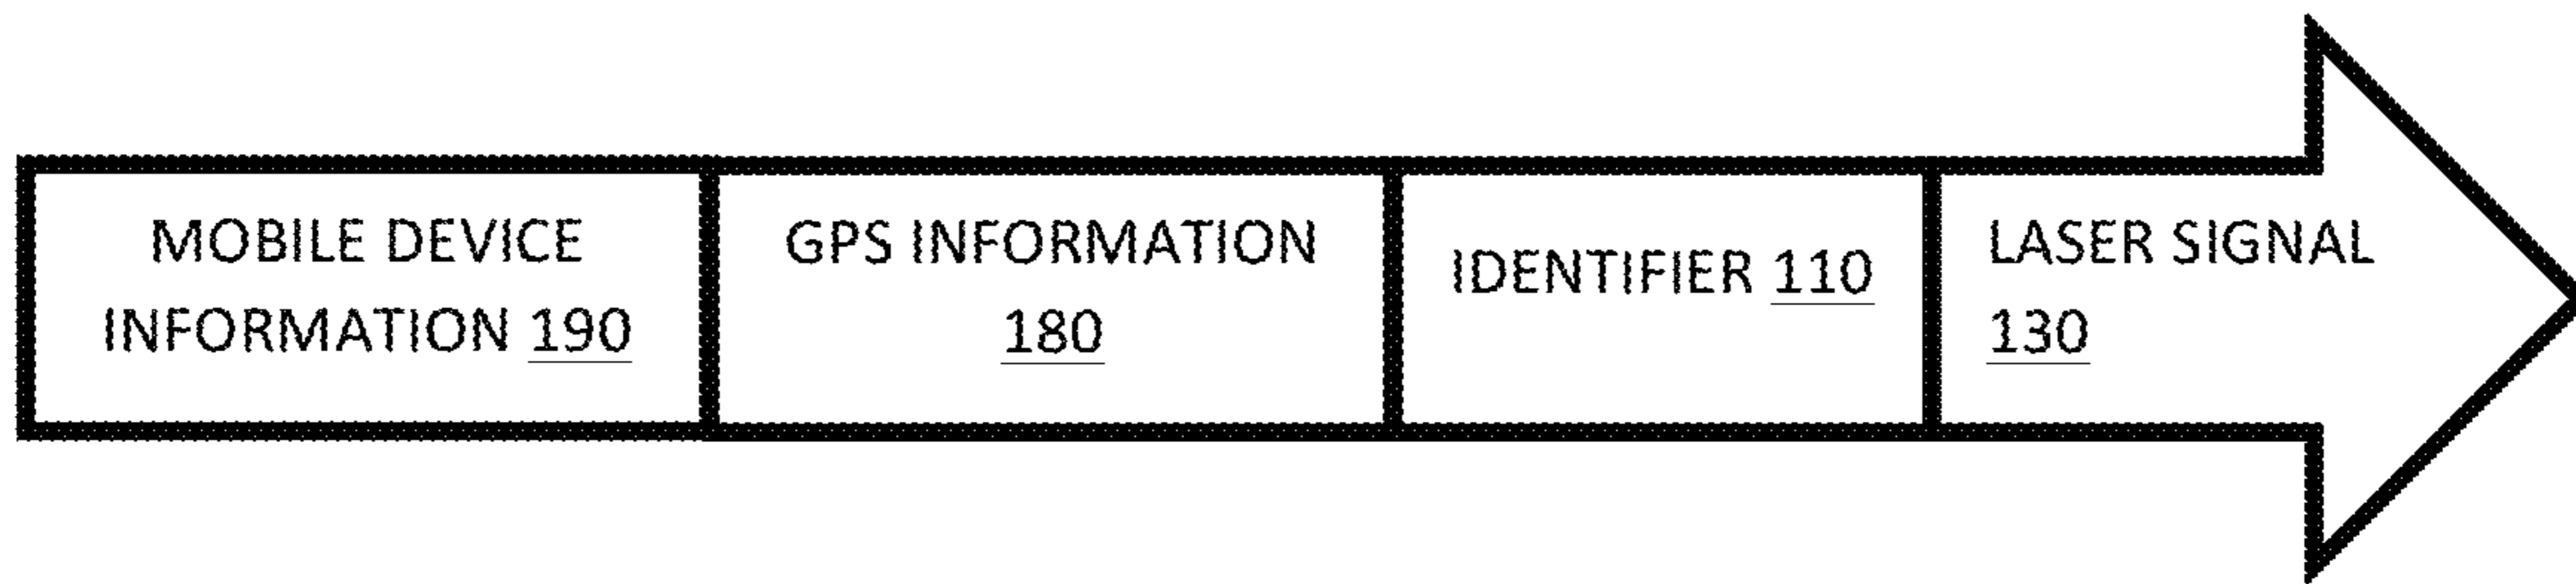 MOBILE DEVICE
INFORMATION 190
GPS INFORMATION
180
IDENTIFIER 110
LASER SIGNAL
130